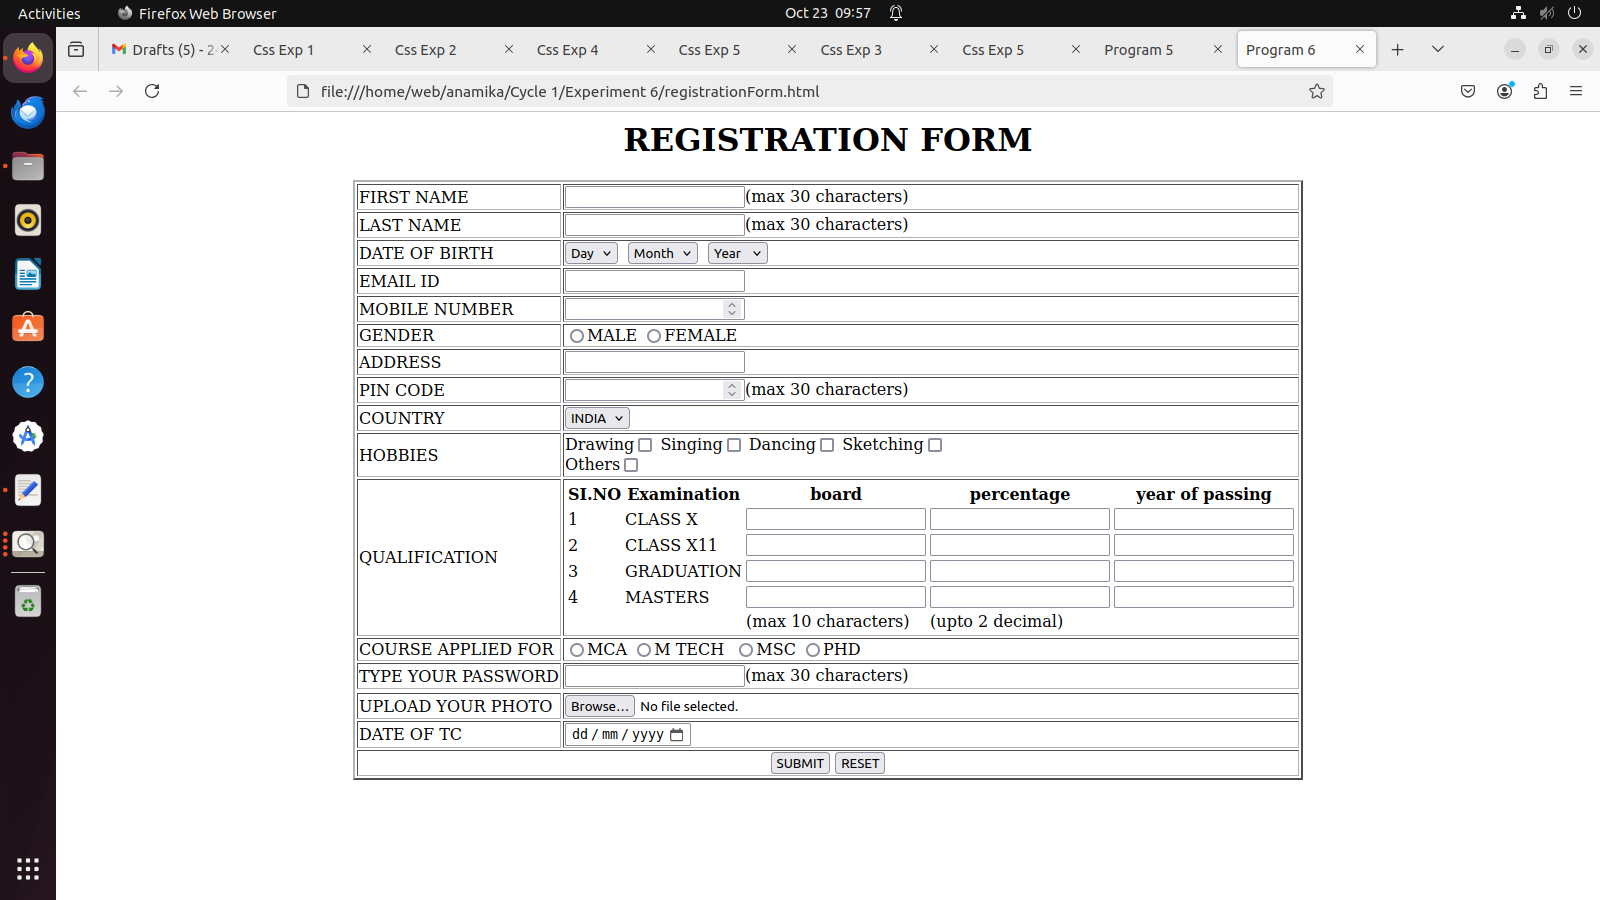 Activities Firefox Web Browser Oct 23 09:57
Drafts (5) - 2 Css Exp 1 Css Exp 2 Css Exp 4 Css Exp 5 Css Exp 3 Css Exp 5 Program 5 Program 6
file:///home/web/anamika/Cycle 1/Experiment 6/registrationForm.html
REGISTRATION FORM
FIRST NAME (max 30 characters)
LAST NAME (max 30 characters)
DATE OF BIRTH Day Month Year
EMAIL ID
MOBILE NUMBER
GENDER MALE FEMALE
ADDRESS
PIN CODE (max 30 characters)
COUNTRY INDIA
HOBBIES Drawing Singing Dancing Sketching
Others
QUALIFICATION
SI.NO Examination board percentage year of passing
1 CLASS X
2 CLASS X11
3 GRADUATION
4 MASTERS
(max 10 characters) (upto 2 decimal)
COURSE APPLIED FOR MCA M TECH MSC PHD
TYPE YOUR PASSWORD (max 30 characters)
UPLOAD YOUR PHOTO Browse... No file selected.
DATE OF TC dd/mm/yyyy
SUBMIT RESET